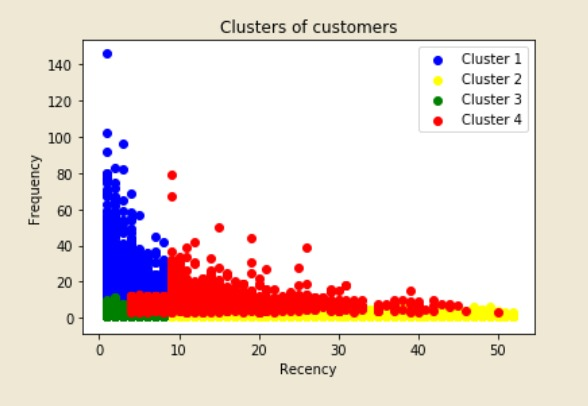 Clusters of customers
Cluster 1
Cluster 2
Cluster 3
Cluster 4
140
120
100
80
60
40
20
0
Frequency
0 10 20 30 40 50
Recency